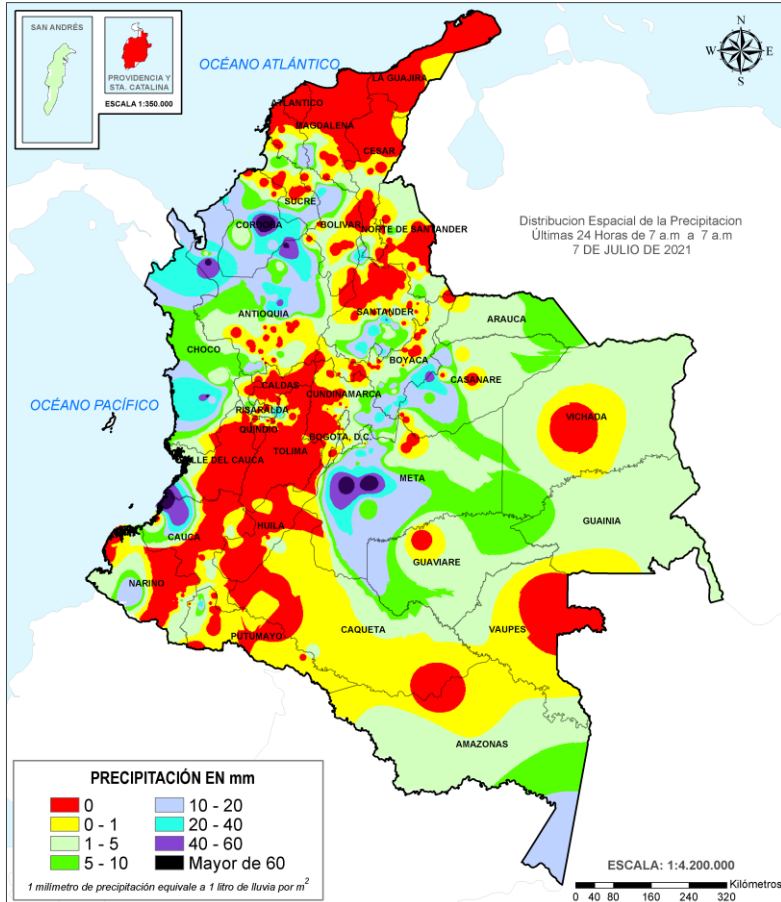 SAN ANDRÉS
PROVIDENCIA Y
STA. CATALINA
ESCALA 1:350.000
N
W
E
S
OCÉANO ATLÁNTICO
LA GUAJIRA
ATLANTICO
MAGDALENA
CESAR
SUCRE
CORDOBA
BOLIVAR
NORTE DE SANTANDER
Distribucion Espacial de la Precipitacion
Últimas 24 Horas de 7 a.m a 7 a.m
7 DE JULIO DE 2021
ANTIOQUIA
SANTANDER
ARAUCA
CHOCO
BOYACA
CASANARE
CALDAS
CUNDINAMARCA
OCÉANO PACÍFICO
RISARALDA
VICHADA
QUINDIO
BOGOTA, D.C.
TOLIMA
VALLE DEL CAUCA
META
GUAINIA
HUILA
CAUCA
GUAVIARE
NARIÑO
VAUPES
CAQUETA
PUTUMAYO
AMAZONAS
PRECIPITACIÓN EN mm
0
0 - 1
1 - 5
5 - 10
10 - 20
20 - 40
40 - 60
Mayor de 60
1 milímetro de precipitación equivale a 1 litro de lluvia por m²
ESCALA: 1:4.200.000
Kilómetros
0 40 80 160 240 320